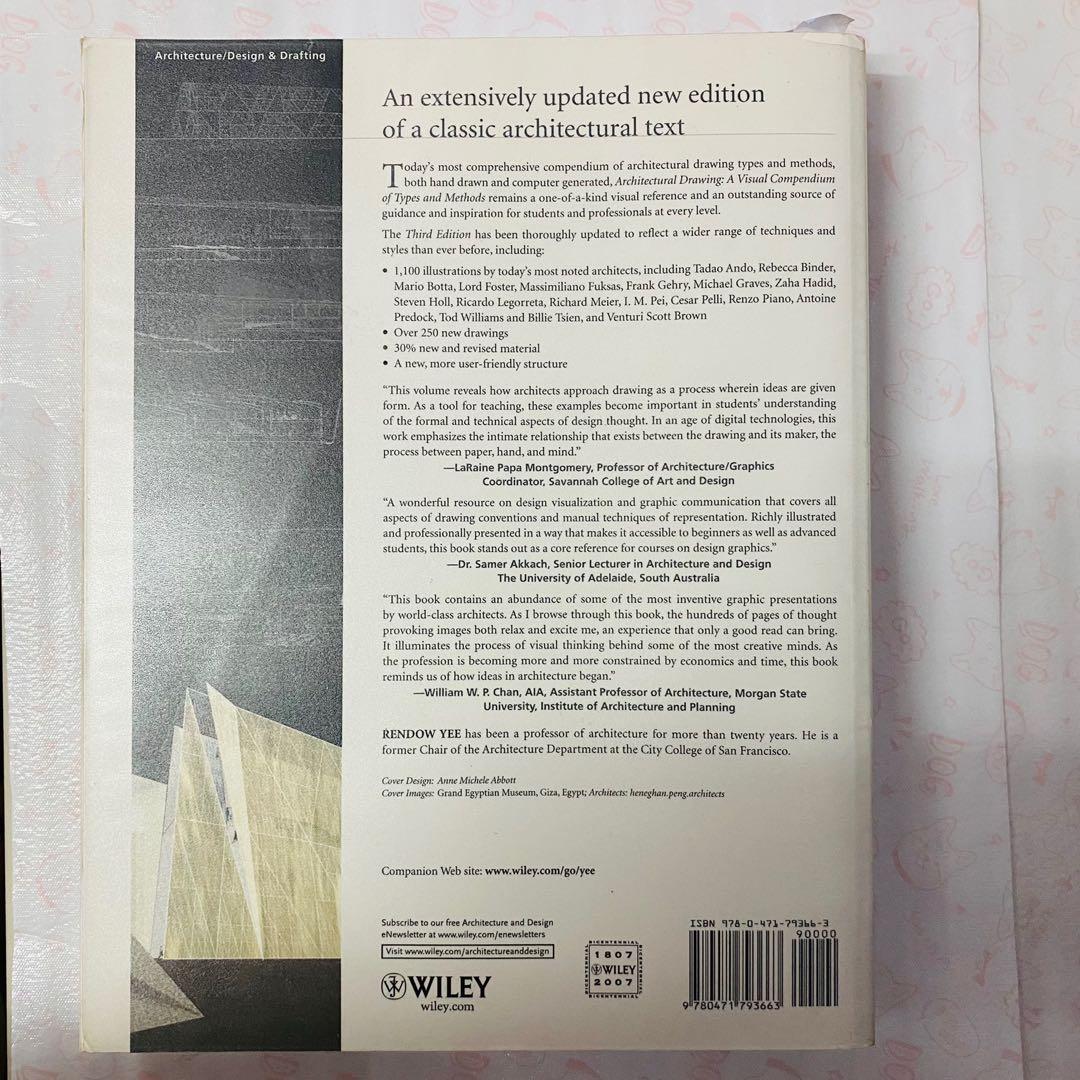 Architecture/Design & Drafting
An extensively updated new edition
of a classic architectural text
Today's most comprehensive compendium of architectural drawing types and methods,
both hand drawn and computer generated, Architectural Drawing: A Visual Compendium
of Types and Methods remains a one-of-a-kind visual reference and an outstanding source of
guidance and inspiration for students and professionals at every level.
The Third Edition has been thoroughly updated to reflect a wider range of techniques and
styles than ever before, including:
• 1,100 illustrations by today's most noted architects, including Tadao Ando, Rebecca Binder,
Mario Botta, Lord Foster, Massimiliano Fuksas, Frank Gehry, Michael Graves, Zaha Hadid,
Steven Holl, Ricardo Legorreta, Richard Meier, I. M. Pei, Cesar Pelli, Renzo Piano, Antoine
Predock, Tod Williams and Billie Tsien, and Venturi Scott Brown
• Over 250 new drawings
• 30% new and revised material
• A new, more user-friendly structure
“This volume reveals how architects approach drawing as a process wherein ideas are given
form. As a tool for teaching, these examples become important in students' understanding
of the formal and technical aspects of design thought. In an age of digital technologies, this
work emphasizes the intimate relationship that exists between the drawing and its maker, the
process between paper, hand, and mind.”
—LaRaine Papa Montgomery, Professor of Architecture/Graphics
Coordinator, Savannah College of Art and Design
“A wonderful resource on design visualization and graphic communication that covers all
aspects of drawing conventions and manual techniques of representation. Richly illustrated
and professionally presented in a way that makes it accessible to beginners as well as advanced
students, this book stands out as a core reference for courses on design graphics.”
—Dr. Samer Akkach, Senior Lecturer in Architecture and Design
The University of Adelaide, South Australia
“This book contains an abundance of some of the most inventive graphic presentations
by world-class architects. As I browse through this book, the hundreds of pages of thought
provoking images both relax and excite me, an experience that only a good read can bring.
It illuminates the process of visual thinking behind some of the most creative minds. As
the profession is becoming more and more constrained by economics and time, this book
reminds us of how ideas in architecture began.”
—William W. P. Chan, AIA, Assistant Professor of Architecture, Morgan State
University, Institute of Architecture and Planning
RENDOW YEE has been a professor of architecture for more than twenty years. He is a
former Chair of the Architecture Department at the City College of San Francisco.
Cover Design: Anne Michele Abbott
Cover Images: Grand Egyptian Museum, Giza, Egypt; Architects: heneghan.peng.architects
Companion Web site: www.wiley.com/go/yee
Subscribe to our free Architecture and Design
eNewsletter at www.wiley.com/enewsletters
Visit www.wiley.com/architectureanddesign
WILEY
wiley.com
BICENTENNIAL
BICENTENNIAL
1807
WILEY
2007
BICENTENNIAL
BICENTENNIAL
ISBN 978-0-471-79366-3
90000
9 780471 793663
DOG
DOG